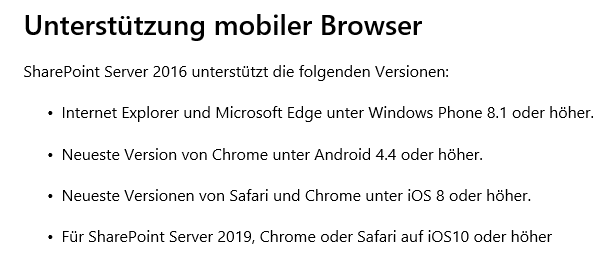 Unterstützung mobiler Browser
SharePoint Server 2016 unterstützt die folgenden Versionen:
• Internet Explorer und Microsoft Edge unter Windows Phone 8.1 oder höher.
• Neueste Version von Chrome unter Android 4.4 oder höher.
• Neueste Versionen von Safari und Chrome unter iOS 8 oder höher.
• Für SharePoint Server 2019, Chrome oder Safari auf iOS10 oder höher